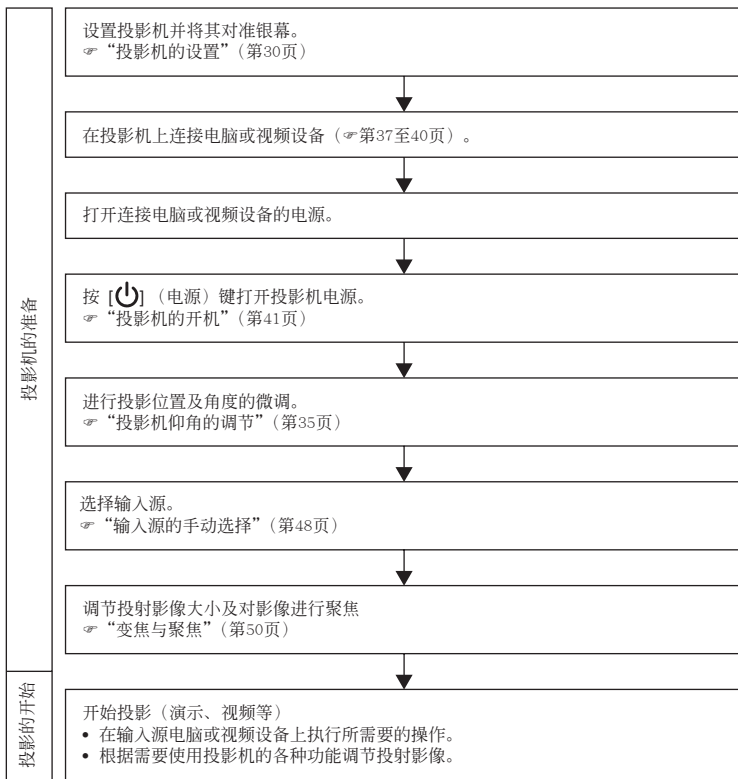 投影机的准备
设置投影机并将其对准银幕。
☞ “投影机的设置”（第30页）
在投影机上连接电脑或视频设备（☞第37至40页）。
打开连接电脑或视频设备的电源。
按 [⏻] （电源）键打开投影机电源。
☞ “投影机的开机”（第41页）
进行投影位置及角度的微调。
☞ “投影机仰角的调节”（第35页）
选择输入源。
☞ “输入源的手动选择”（第48页）
调节投射影像大小及对影像进行聚焦
☞ “变焦与聚焦”（第50页）
投影的开始
开始投影（演示、视频等）
• 在输入源电脑或视频设备上执行所需要的操作。
• 根据需要使用投影机的各种功能调节投射影像。